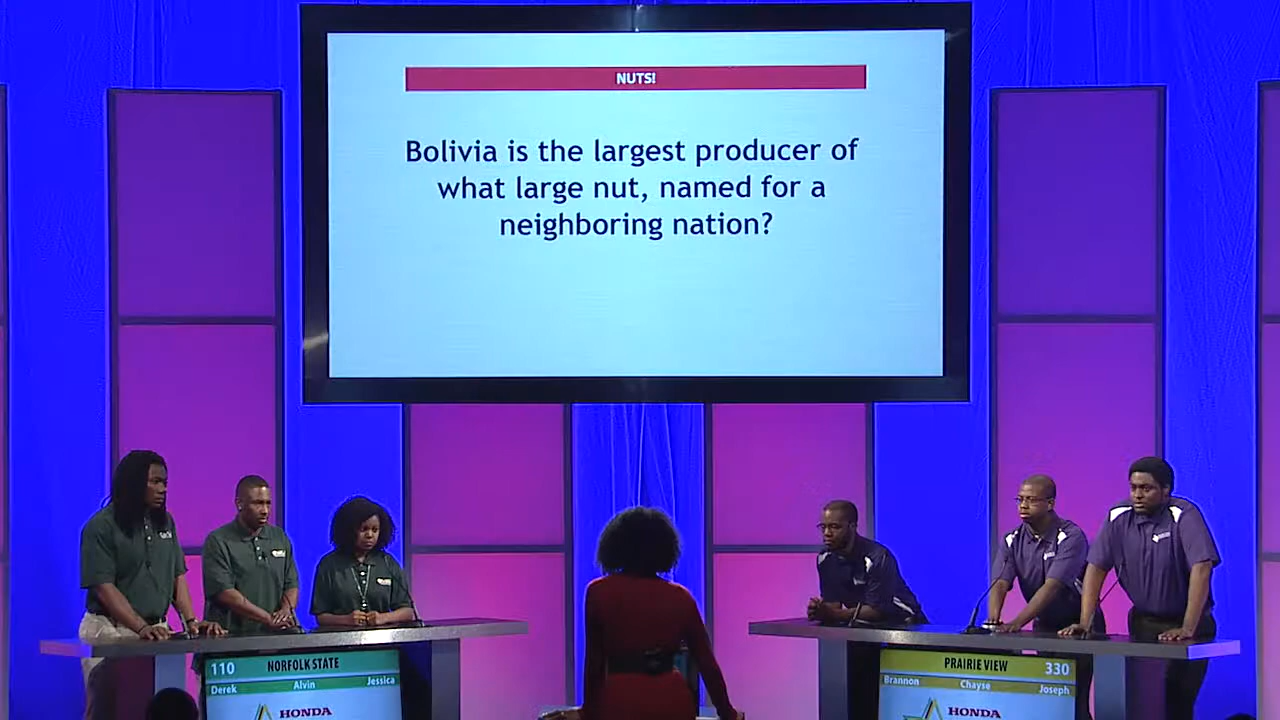 NUTS!
Bolivia is the largest producer of
what large nut, named for a
neighboring nation?
110 NORFOLK STATE
Derek Alvin Jessica
HONDA
PRAIRIE VIEW 330
Brannon Chayse Joseph
HONDA